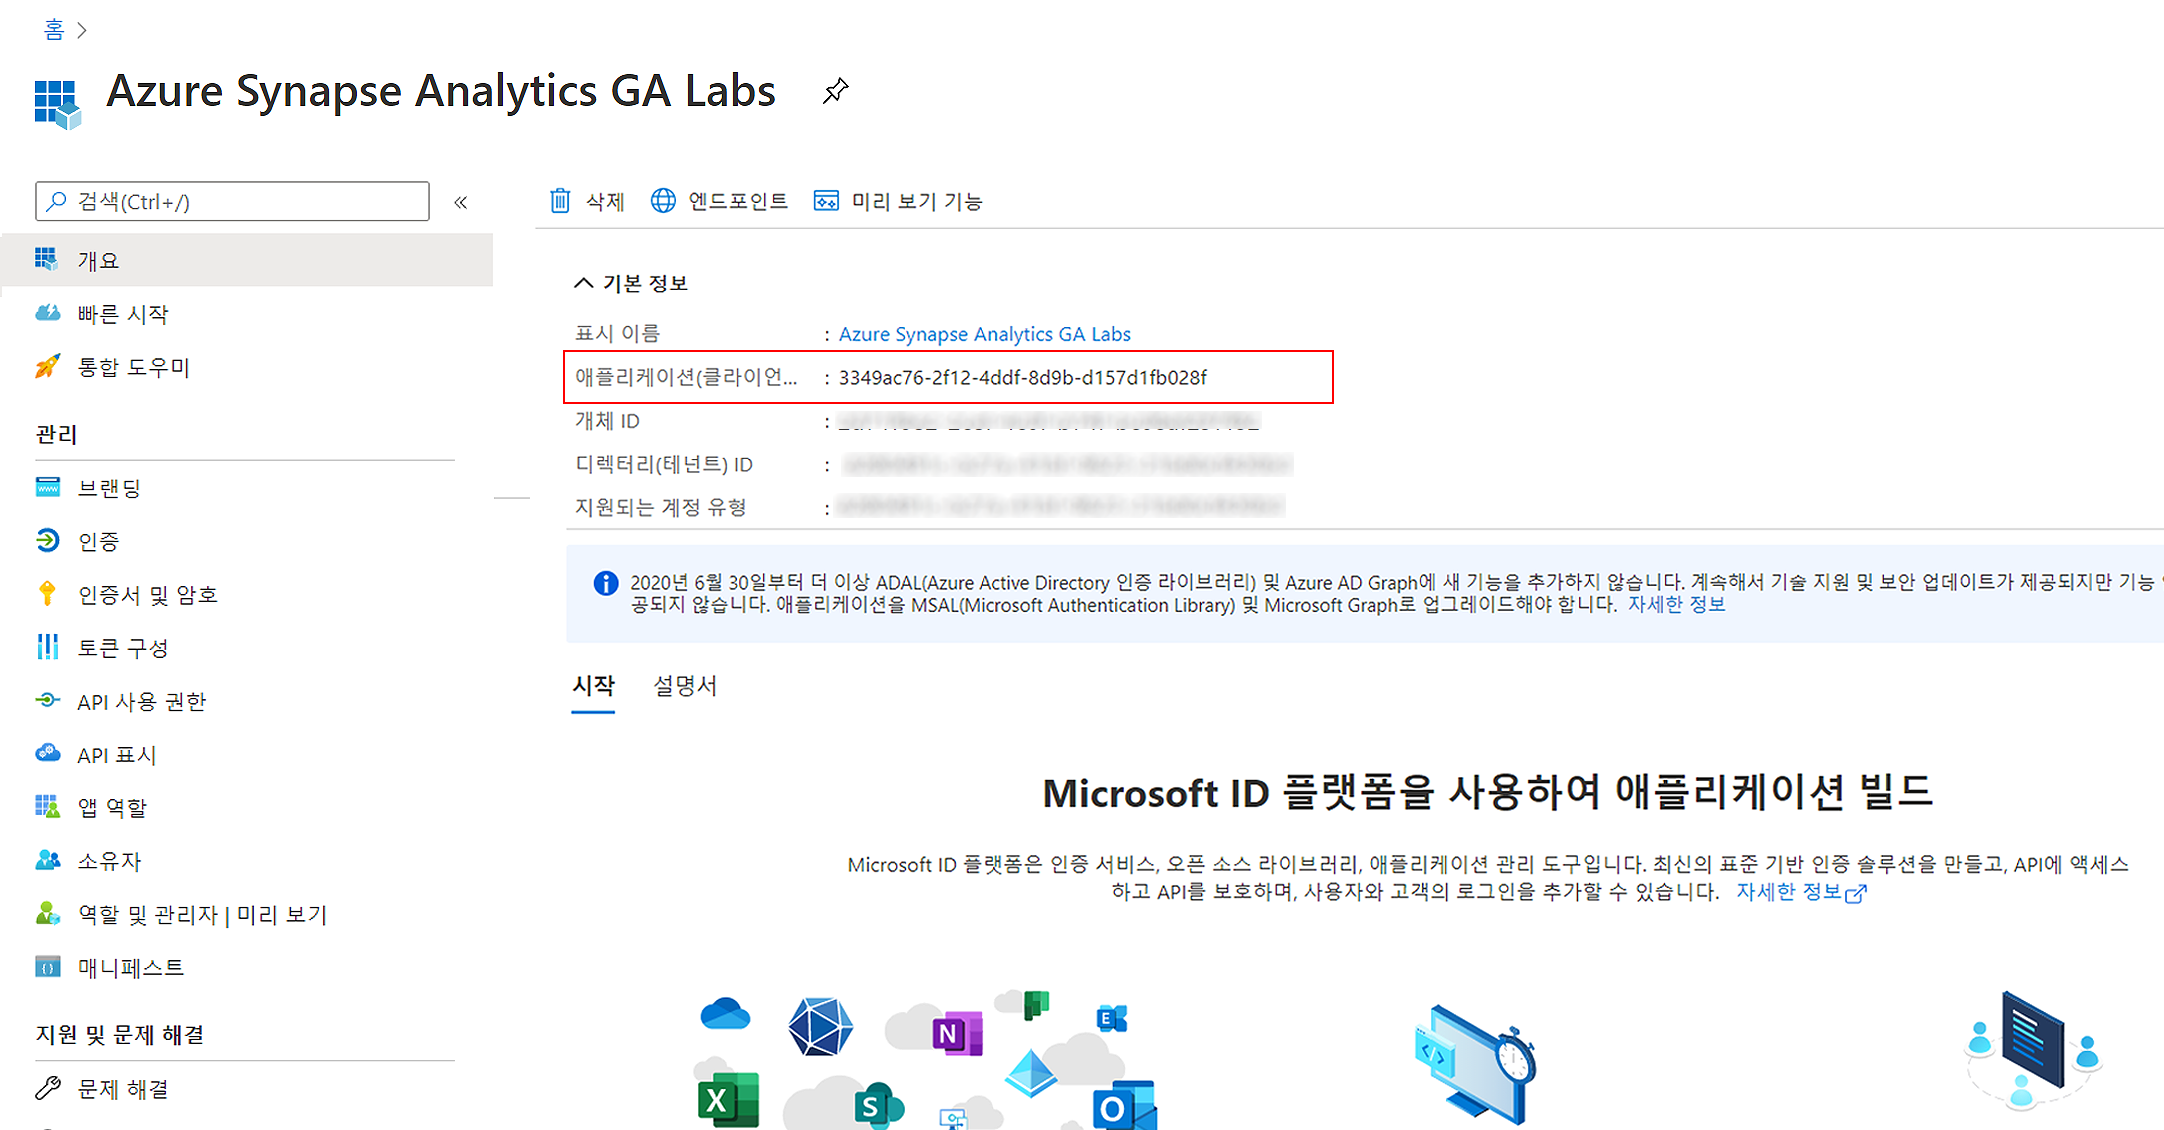 홈
Azure Synapse Analytics GA Labs
검색(Ctrl+/)
«
삭제
엔드포인트
미리 보기 기능
개요
빠른 시작
통합 도우미
관리
브랜딩
인증
인증서 및 암호
토큰 구성
API 사용 권한
API 표시
앱 역할
소유자
역할 및 관리자 | 미리 보기
매니페스트
지원 및 문제 해결
문제 해결
기본 정보
표시 이름 : Azure Synapse Analytics GA Labs
애플리케이션(클라이언... : 3349ac76-2f12-4ddf-8d9b-d157d1fb028f
개체 ID :
디렉터리(테넌트) ID :
지원되는 계정 유형 :
2020년 6월 30일부터 더 이상 ADAL(Azure Active Directory 인증 라이브러리) 및 Azure AD Graph에 새 기능을 추가하지 않습니다. 계속해서 기술 지원 및 보안 업데이트가 제공되지만 기능
공되지 않습니다. 애플리케이션을 MSAL(Microsoft Authentication Library) 및 Microsoft Graph로 업그레이드해야 합니다. 자세한 정보
시작
설명서
Microsoft ID 플랫폼을 사용하여 애플리케이션 빌드
Microsoft ID 플랫폼은 인증 서비스, 오픈 소스 라이브러리, 애플리케이션 관리 도구입니다. 최신의 표준 기반 인증 솔루션을 만들고, API에 액세스
하고 API를 보호하며, 사용자와 고객의 로그인을 추가할 수 있습니다. 자세한 정보
N
E
X
S
O